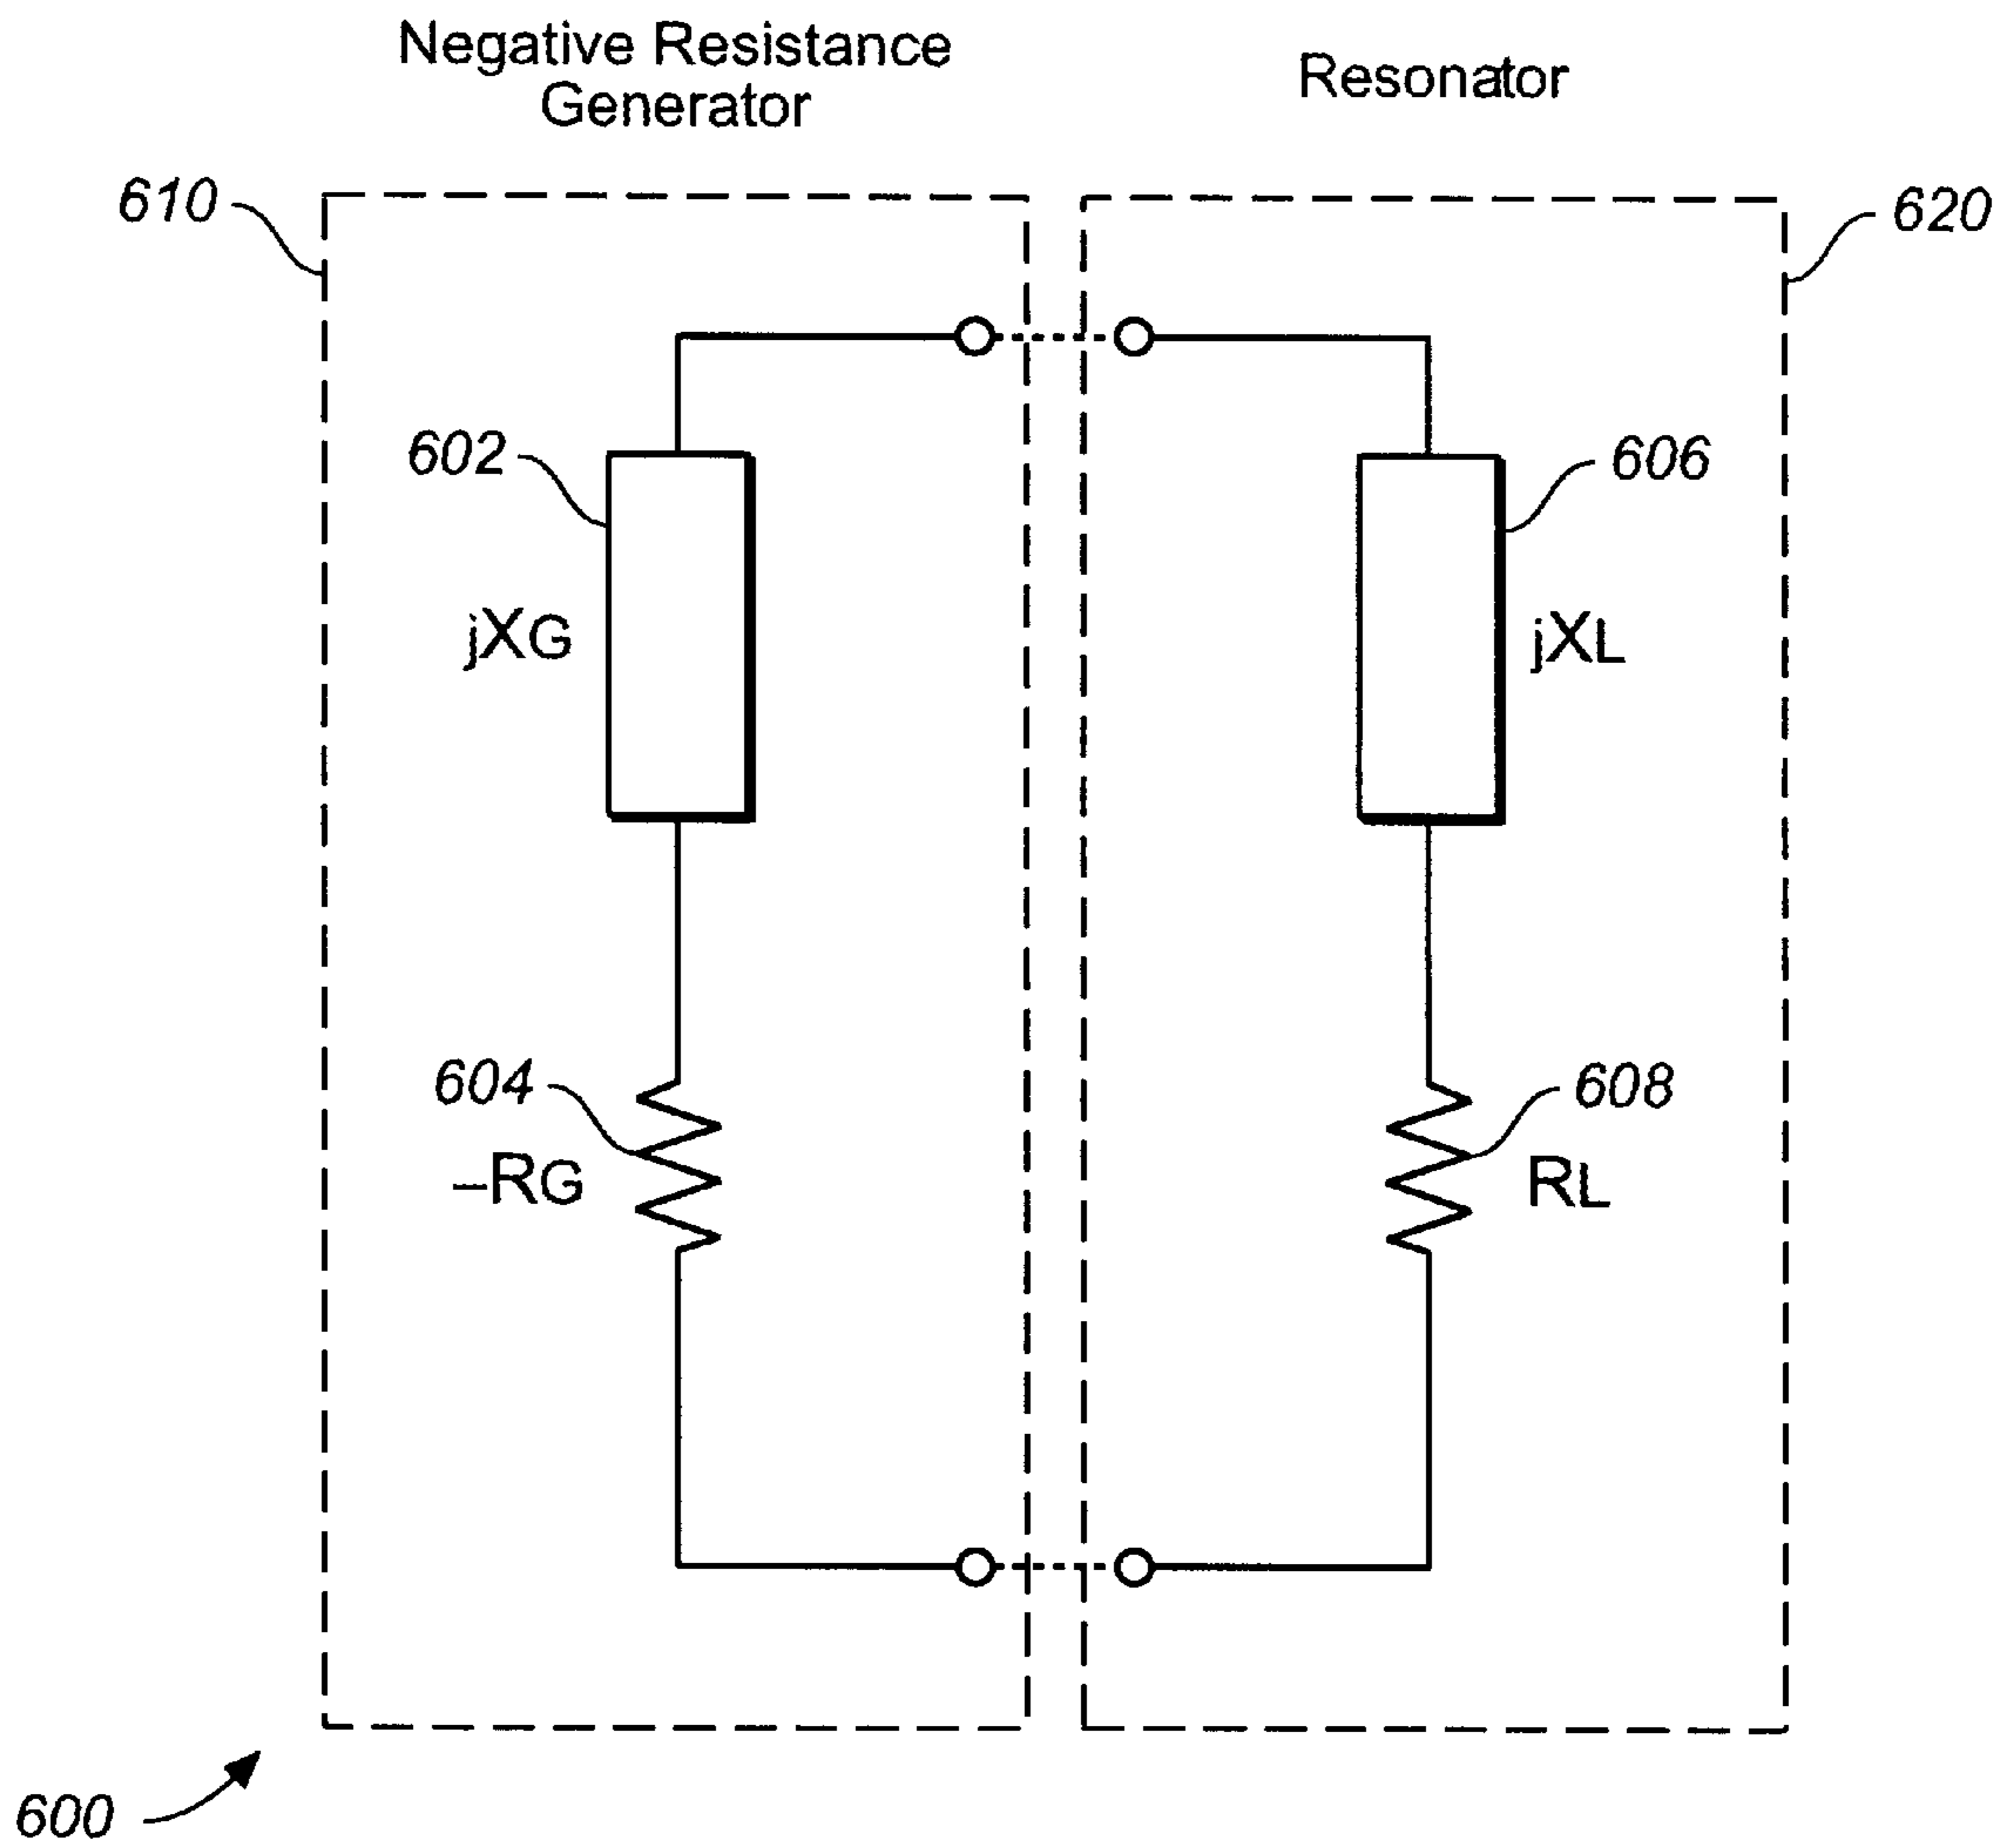 Negative Resistance
Generator
Resonator
610
620
602
606
jXG
jXL
604
608
–RG
RL
600